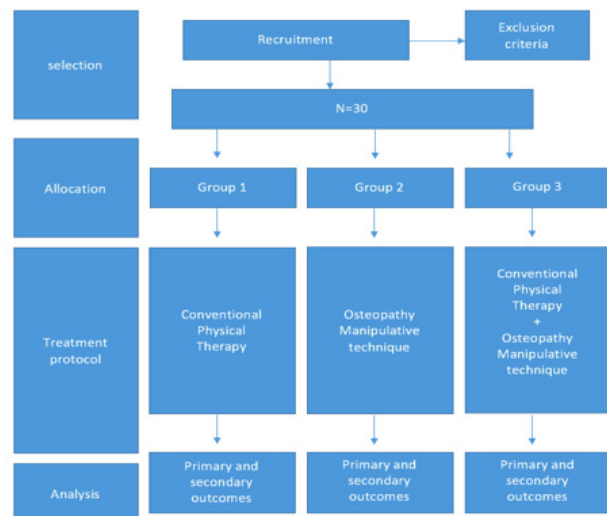 selection
Recruitment
Exclusion
criteria
N=30
Allocation
Group 1
Group 2
Group 3
Treatment
protocol
Conventional
Physical
Therapy
Osteopathy
Manipulative
technique
Conventional
Physical
Therapy
+
Osteopathy
Manipulative
technique
Analysis
Primary and
secondary
outcomes
Primary and
secondary
outcomes
Primary and
secondary
outcomes